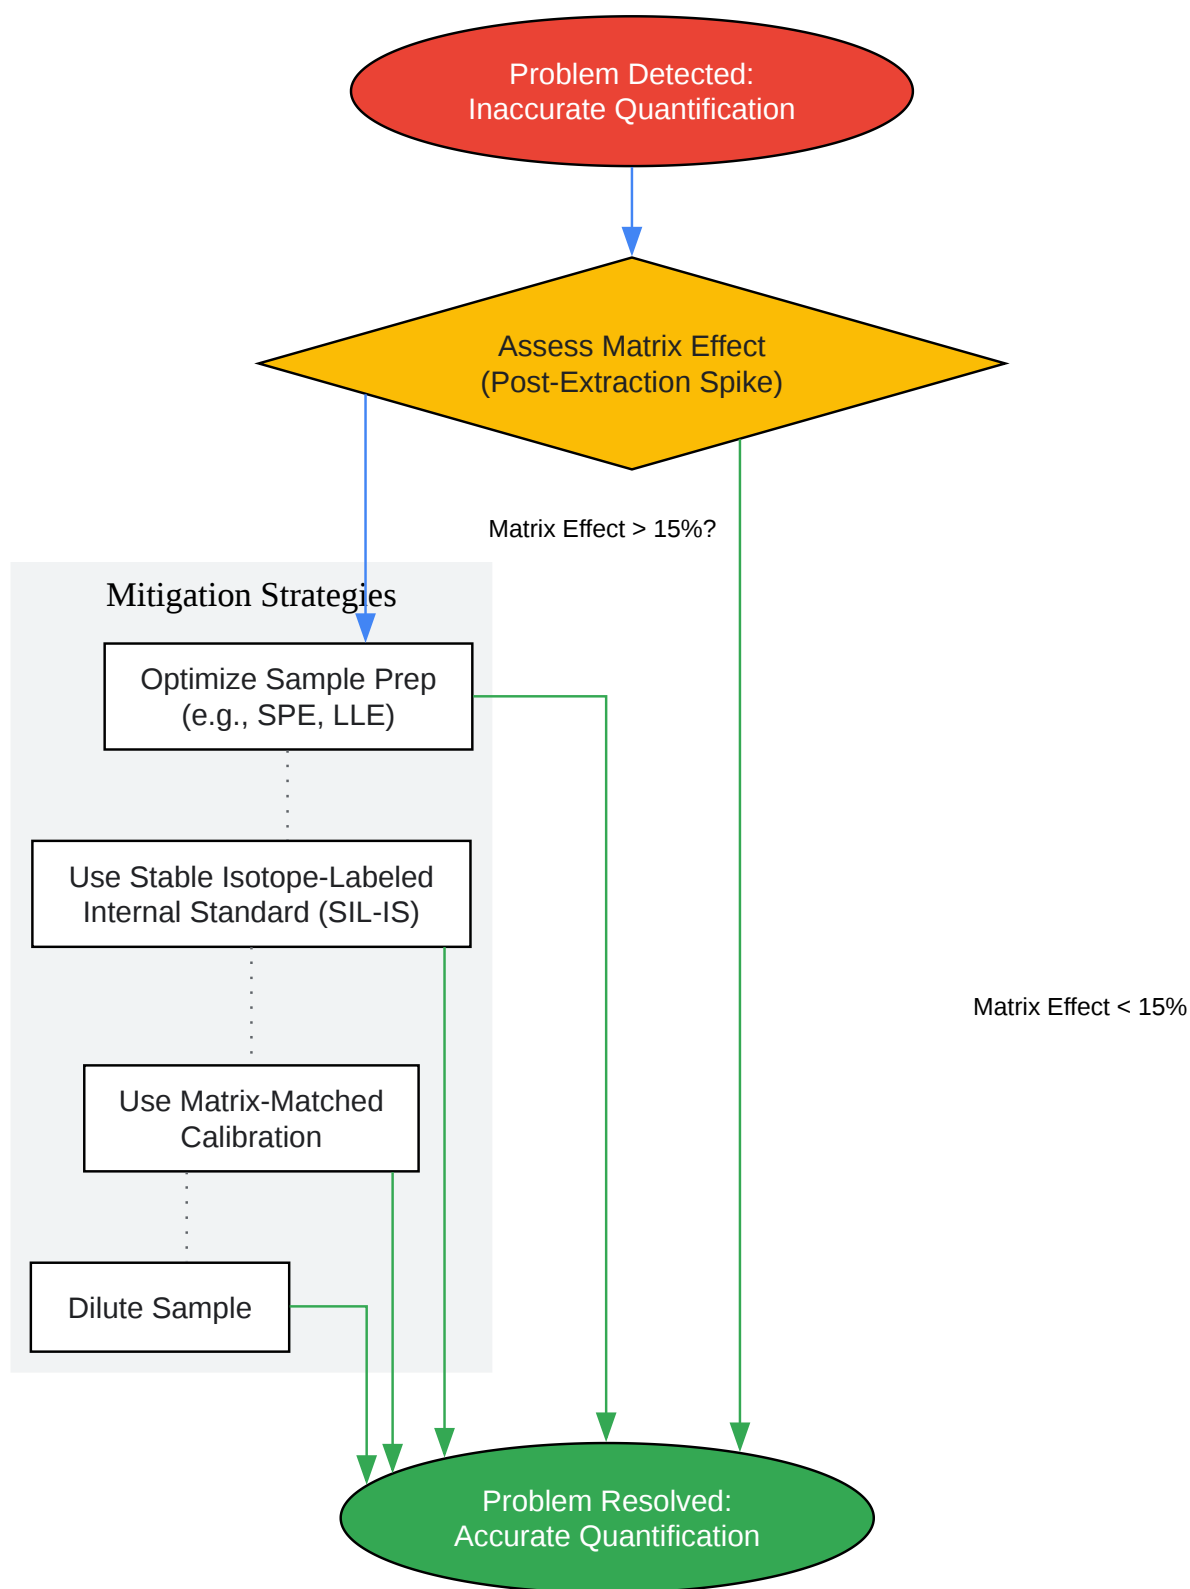 Problem Detected:
Inaccurate Quantification
Assess Matrix Effect
(Post-Extraction Spike)
Matrix Effect > 15%?
Mitigation Strategies
Optimize Sample Prep
(e.g., SPE, LLE)
Use Stable Isotope-Labeled
Internal Standard (SIL-IS)
Matrix Effect < 15%
Use Matrix-Matched
Calibration
Dilute Sample
Problem Resolved:
Accurate Quantification